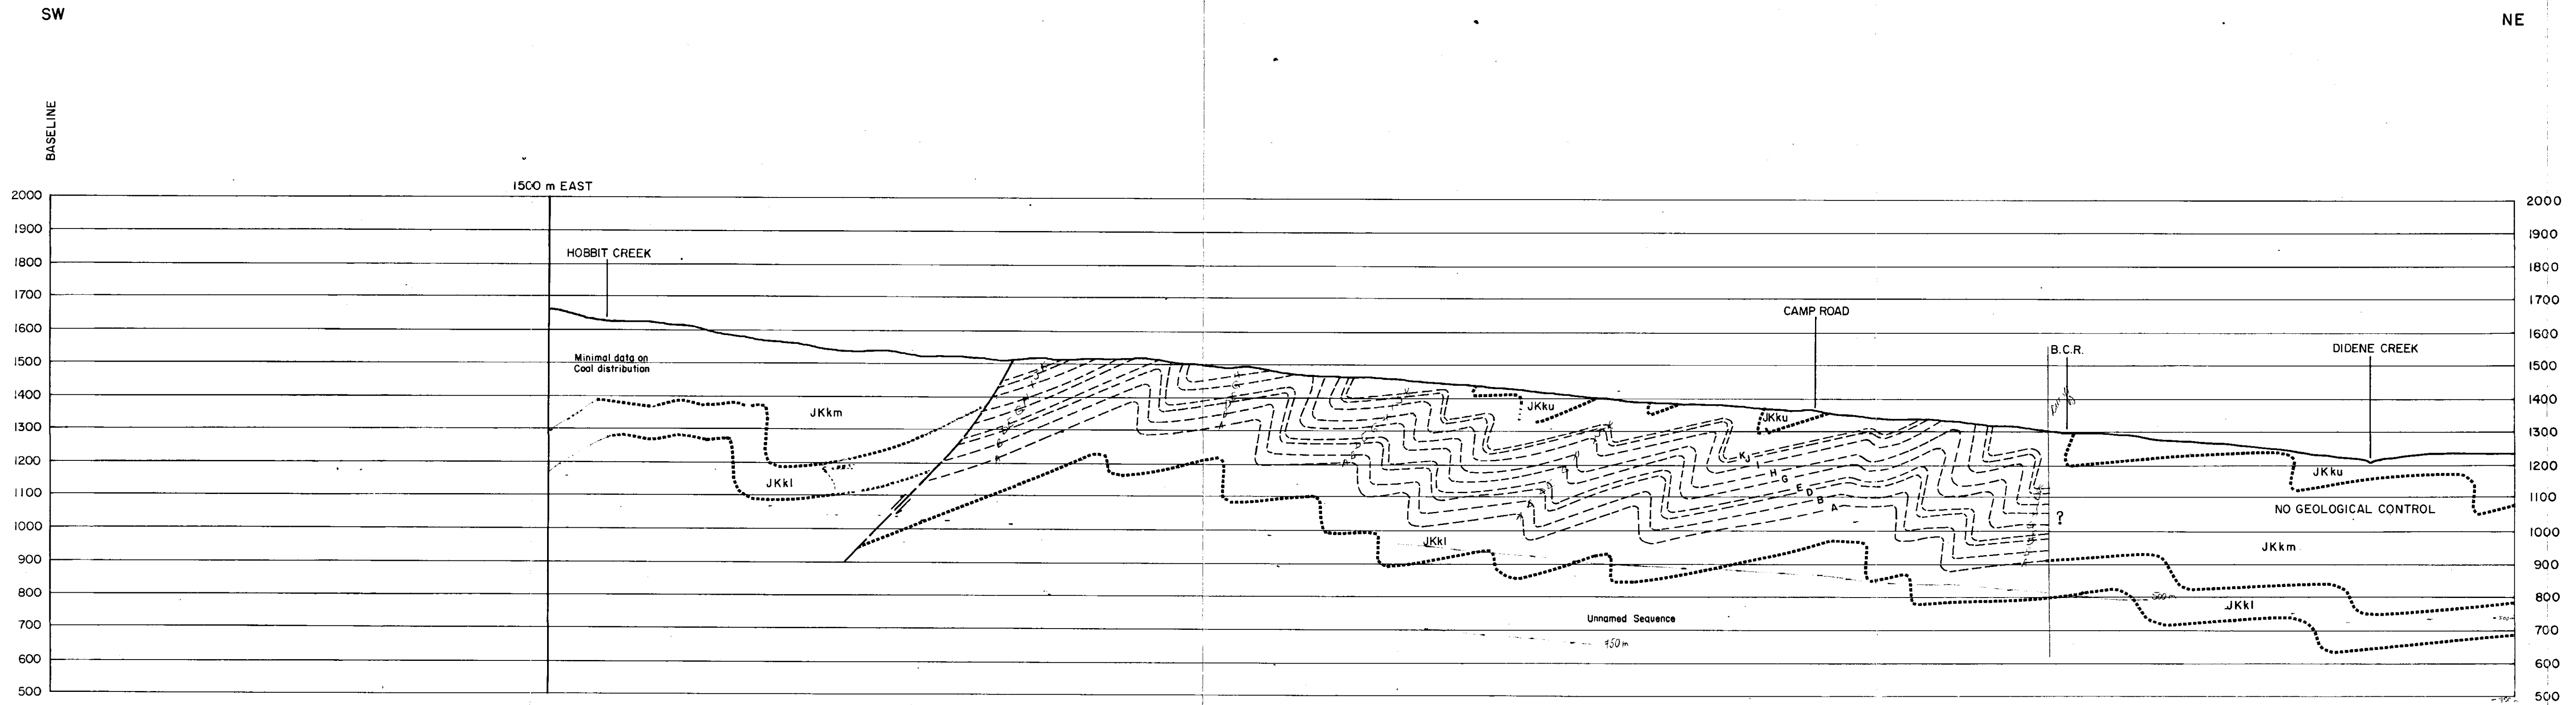 SW
NE
BASELINE
1500 m EAST
2000
2000
1900
1900
HOBBIT CREEK
1800
1800
1700
1700
CAMP ROAD
1600
1600
B.C.R.
DIDENE CREEK
Minimal data on
Coal distribution
1500
1500
1400
JKkm
JKku
JKku
1400
1300
1300
1200
JKkl
K J I H G E D B A
JKku
1200
1100
?
1100
NO GEOLOGICAL CONTROL
1000
JKkl
JKkm
1000
900
900
800
500m
JKkl
800
Unnamed Sequence
700
450m
700
600
600
500
500